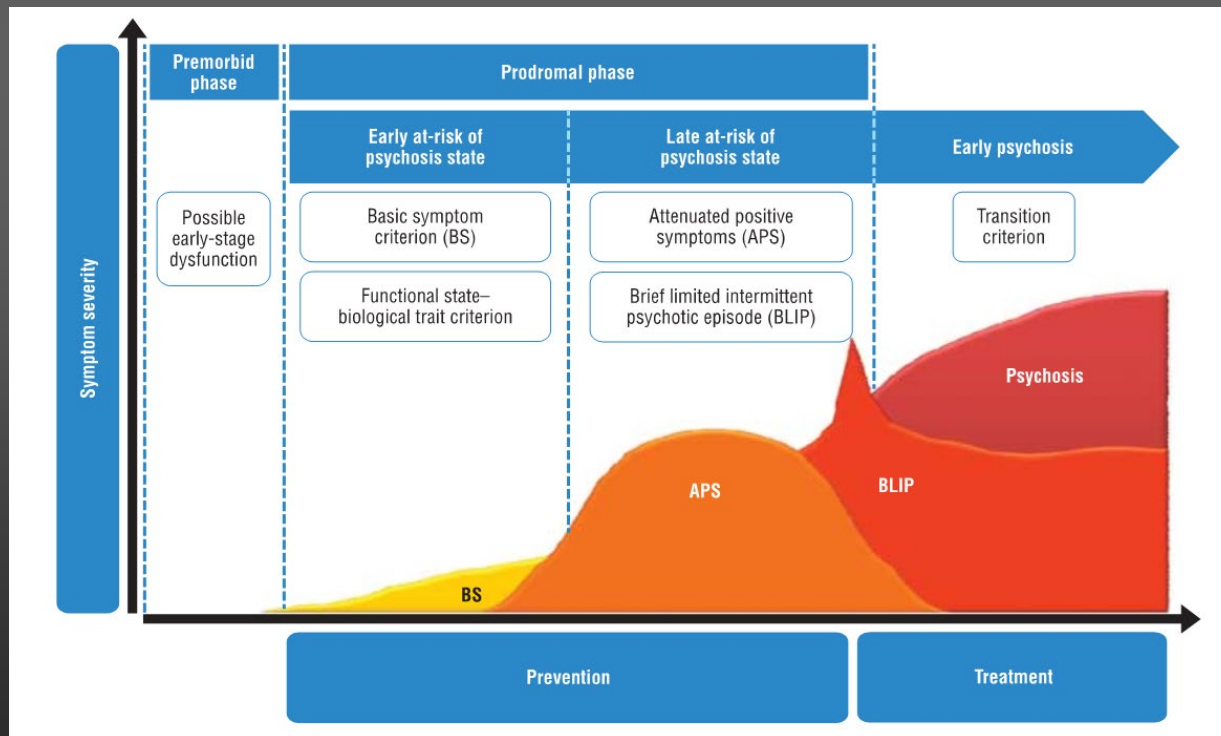 Symptom severity
Premorbid
phase
Prodromal phase
Early at-risk of
psychosis state
Late at-risk of
psychosis state
Early psychosis
Possible
early-stage
dysfunction
Basic symptom
criterion (BS)
Functional state–
biological trait criterion
Attenuated positive
symptoms (APS)
Brief limited intermittent
psychotic episode (BLIP)
Transition
criterion
BS
APS
BLIP
Psychosis
Prevention
Treatment